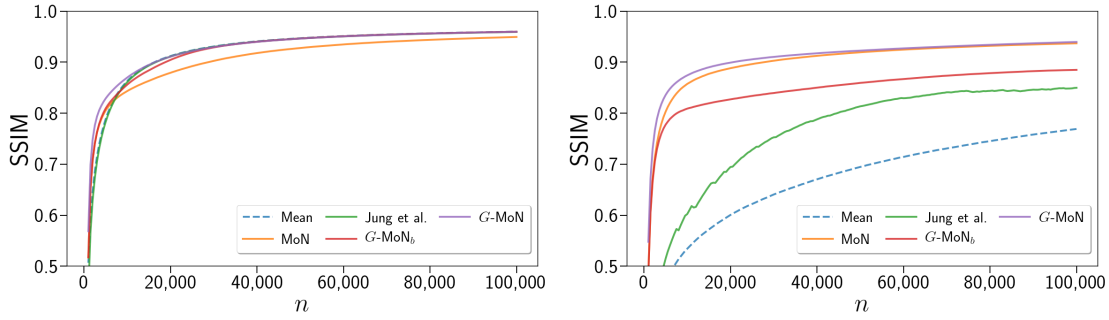 1.0
0.9
0.8
0.7
0.6
0.5
SSIM
0
20,000
40,000
60,000
80,000
100,000
n
Mean
MoN
Jung et al.
G-MoN_b
G-MoN
1.0
0.9
0.8
0.7
0.6
0.5
SSIM
0
20,000
40,000
60,000
80,000
100,000
n
Mean
MoN
Jung et al.
G-MoN_b
G-MoN